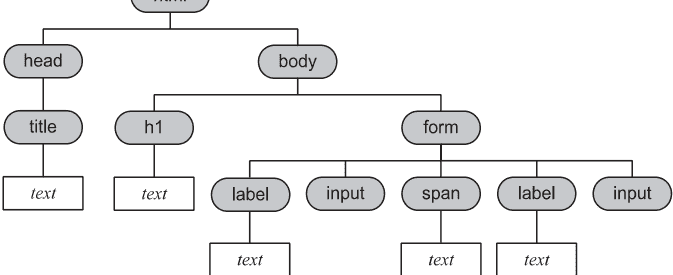 head body
title h1 form
text text label input span label input
text text text